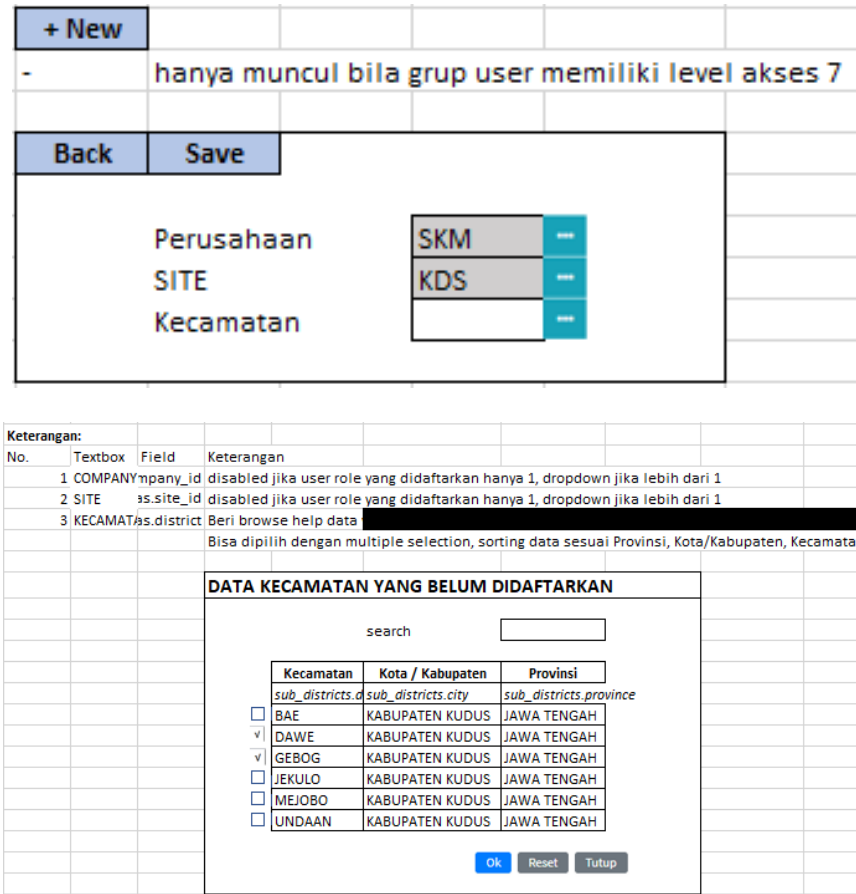 + New
- hanya muncul bila grup user memiliki level akses 7
Back Save
Perusahaan SKM ...
SITE KDS ...
Kecamatan ...
Keterangan:
No. Textbox Field Keterangan
1 COMPANY mpany_id disabled jika user role yang didaftarkan hanya 1, dropdown jika lebih dari 1
2 SITE as.site_id disabled jika user role yang didaftarkan hanya 1, dropdown jika lebih dari 1
3 KECAMATA s.district Beri browse help data
Bisa dipilih dengan multiple selection, sorting data sesuai Provinsi, Kota/Kabupaten, Kecamata
DATA KECAMATAN YANG BELUM DIDAFTARKAN
search
Kecamatan Kota / Kabupaten Provinsi
sub_districts.d sub_districts.city sub_districts.province
BAE KABUPATEN KUDUS JAWA TENGAH
√ DAWE KABUPATEN KUDUS JAWA TENGAH
√ GEBOG KABUPATEN KUDUS JAWA TENGAH
JEKULO KABUPATEN KUDUS JAWA TENGAH
MEJOBO KABUPATEN KUDUS JAWA TENGAH
UNDAAN KABUPATEN KUDUS JAWA TENGAH
Ok Reset Tutup